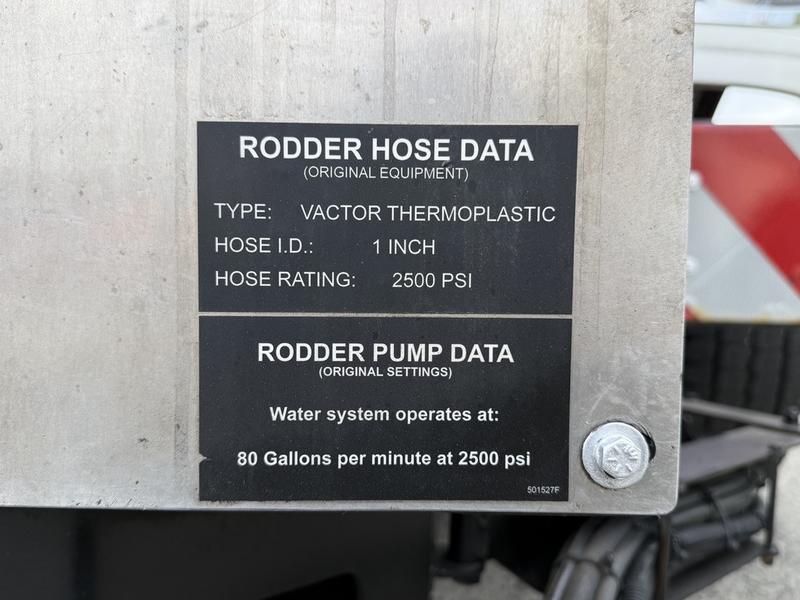 RODDER HOSE DATA
(ORIGINAL EQUIPMENT)
TYPE: VACTOR THERMOPLASTIC
HOSE I.D.: 1 INCH
HOSE RATING: 2500 PSI
RODDER PUMP DATA
(ORIGINAL SETTINGS)
Water system operates at:
80 Gallons per minute at 2500 psi
501527F